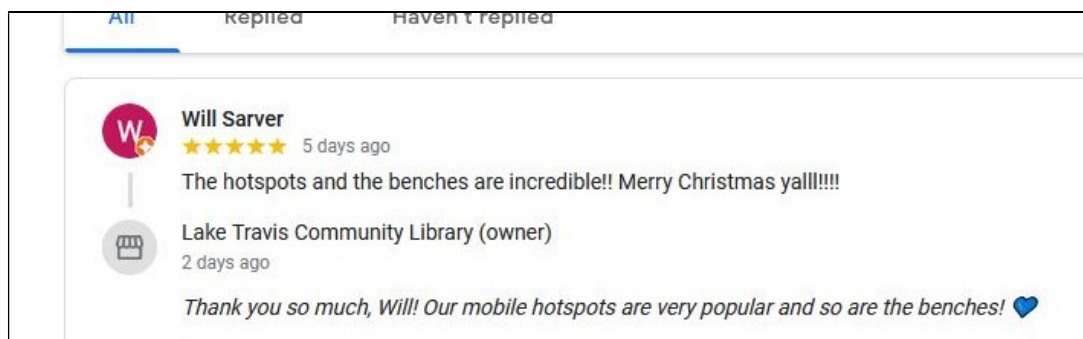 All Replied Haven't replied
W
Will Sarver
5 days ago
The hotspots and the benches are incredible!! Merry Christmas yalll!!!!
Lake Travis Community Library (owner)
2 days ago
Thank you so much, Will! Our mobile hotspots are very popular and so are the benches!